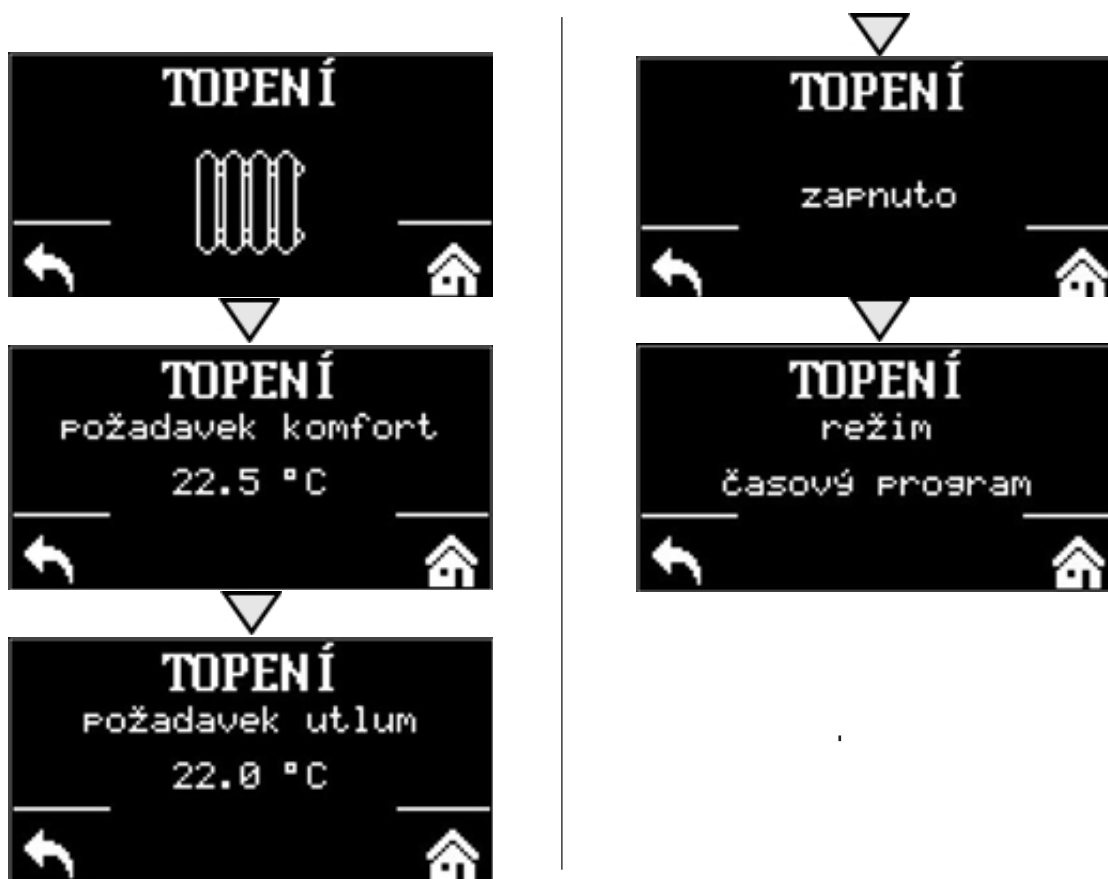 TOPENÍ
TOPENÍ
požadavek komfort
22.5 °C
TOPENÍ
požadavek utlum
22.0 °C
TOPENÍ
zapnuto
TOPENÍ
režim
časový program